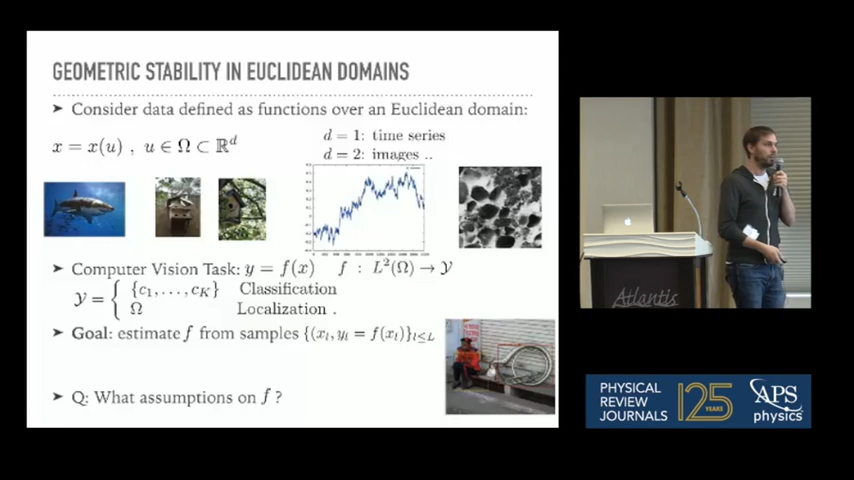 GEOMETRIC STABILITY IN EUCLIDEAN DOMAINS
➤ Consider data defined as functions over an Euclidean domain:
x = x(u) , u ∈ Ω ⊂ ℝ^d
d = 1: time series
d = 2: images ..
➤ Computer Vision Task: y = f(x) f : L²(Ω) → 𝒴
𝒴 = { {c₁, . . . , c_K} Classification
Ω Localization .
➤ Goal: estimate f from samples {(x_l, y_l = f(x_l)}_{l≤L}
➤ Q: What assumptions on f ?
Atlantis
PHYSICAL
REVIEW
JOURNALS
125
YEARS
APS
physics